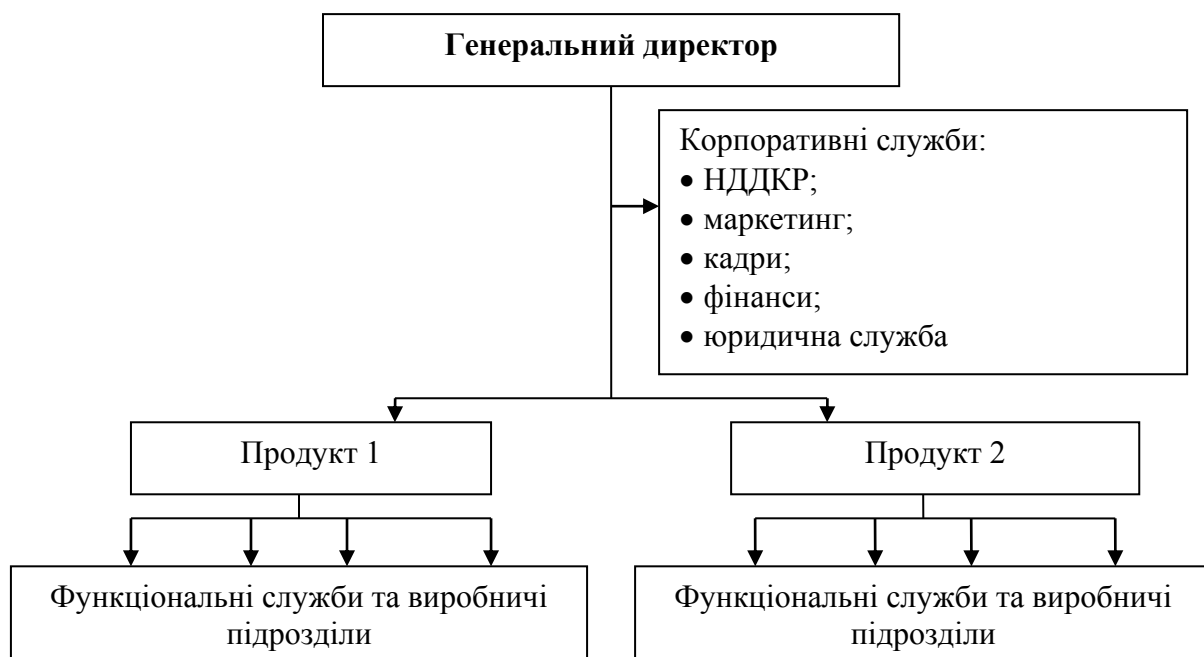 Генеральний директор
Корпоративні служби:
• НДДКР;
• маркетинг;
• кадри;
• фінанси;
• юридична служба
Продукт 1
Продукт 2
Функціональні служби та виробничі
підрозділи
Функціональні служби та виробничі
підрозділи